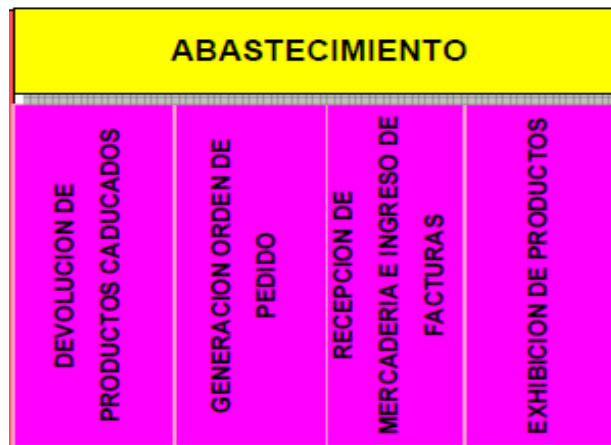 ABASTECIMIENTO
DEVOLUCION DE
PRODUCTOS CADUCADOS
GENERACION ORDEN DE
PEDIDO
RECEPCION DE
MERCADERIA E INGRESO DE
FACTURAS
EXHIBICION DE PRODUCTOS